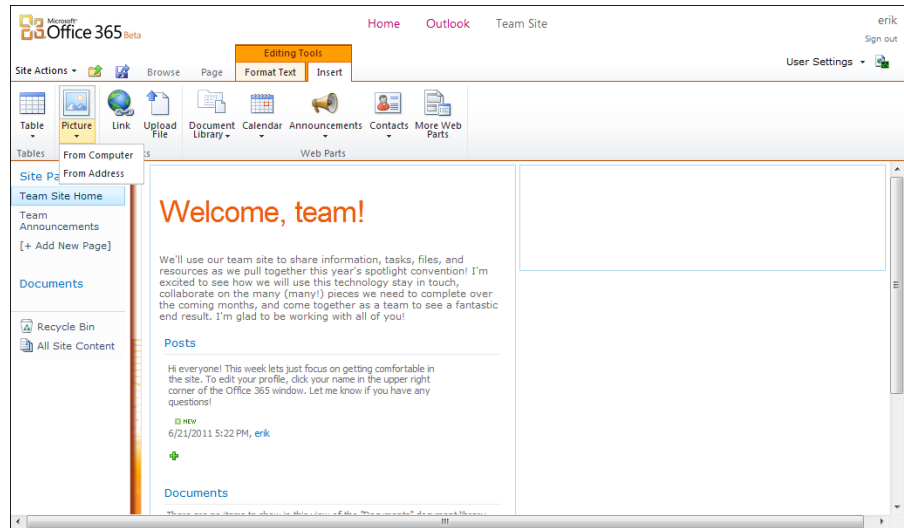 Microsoft®
Office 365 Beta
Home Outlook Team Site
erik
Sign out
Editing Tools
Site Actions Browse Page Format Text Insert
User Settings
Table Picture Link Upload File Document Library Calendar Announcements Contacts More Web Parts
Tables
Web Parts
From Computer
From Address
Team Site Home
Team
Announcements
[+ Add New Page]
Documents
Recycle Bin
All Site Content
Welcome, team!
We'll use our team site to share information, tasks, files, and
resources as we pull together this year's spotlight convention! I'm
excited to see how we will use this technology stay in touch,
collaborate on the many (many!) pieces we need to complete over
the coming months, and come together as a team to see a fantastic
end result. I'm glad to be working with all of you!
Posts
Hi everyone! This week lets just focus on getting comfortable in
the site. To edit your profile, click your name in the upper right
corner of the Office 365 window. Let me know if you have any
questions!
NEW
6/21/2011 5:22 PM, erik
Documents